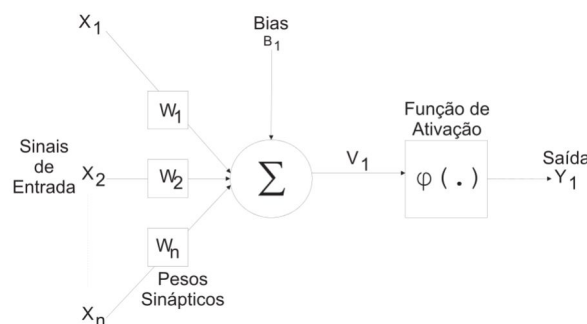 X1
Bias
B1
W1
Função de
Ativação
Sinais
de
Entrada
X2
W2
Σ
V1
φ ( . )
Saída
Y1
Wn
Pesos
Sinápticos
Xn